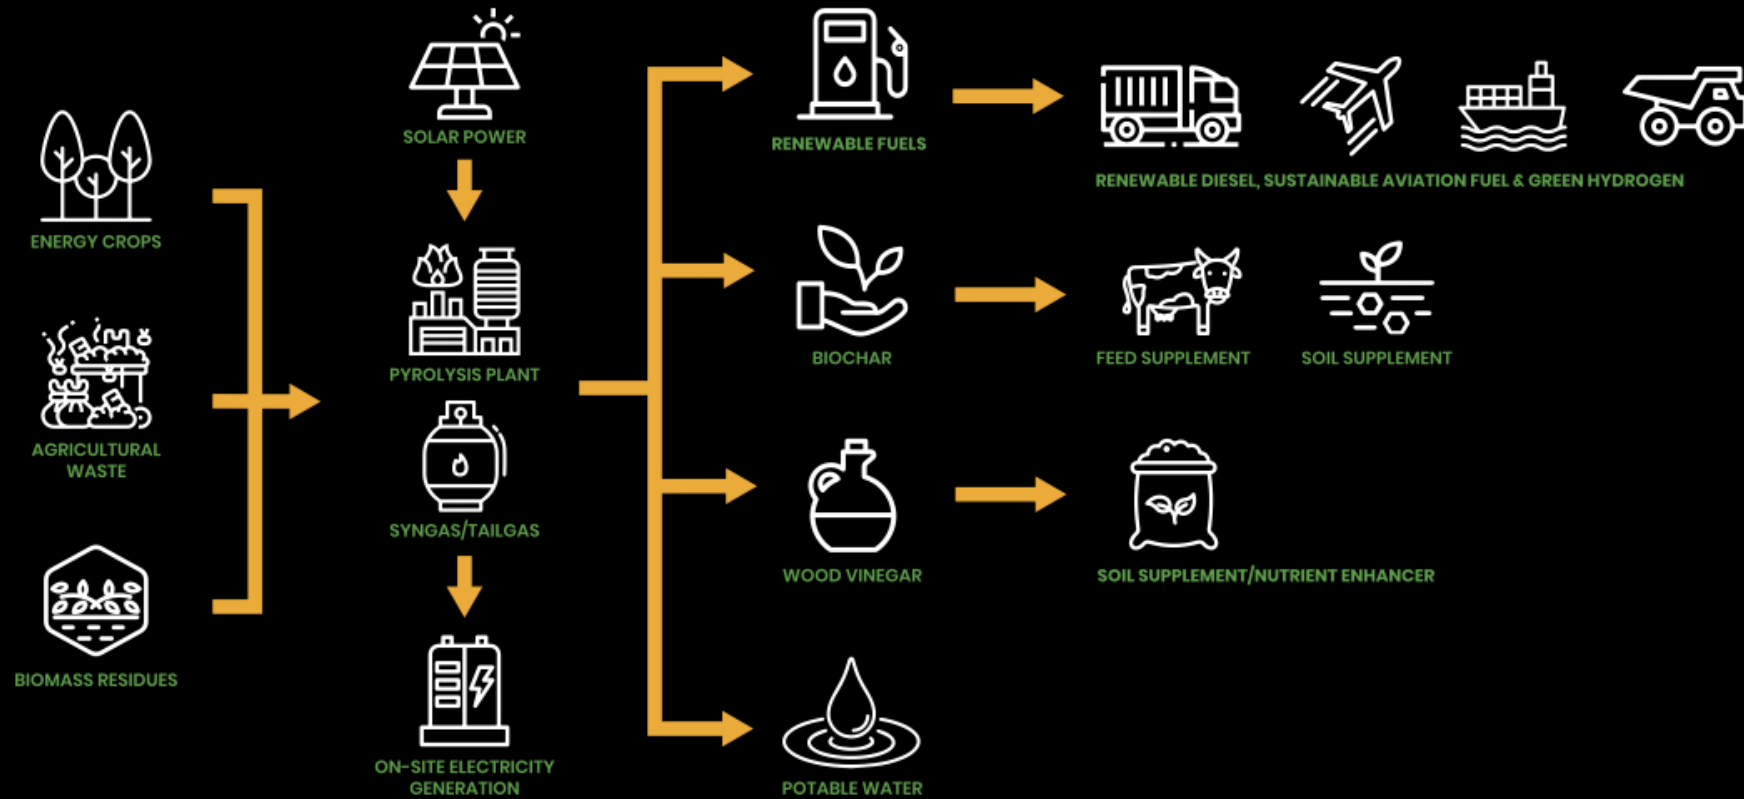 ENERGY CROPS
AGRICULTURAL
WASTE
BIOMASS RESIDUES
SOLAR POWER
PYROLYSIS PLANT
SYNGAS/TAILGAS
ON-SITE ELECTRICITY
GENERATION
RENEWABLE FUELS
RENEWABLE DIESEL, SUSTAINABLE AVIATION FUEL & GREEN HYDROGEN
BIOCHAR
FEED SUPPLEMENT
SOIL SUPPLEMENT
WOOD VINEGAR
SOIL SUPPLEMENT/NUTRIENT ENHANCER
POTABLE WATER